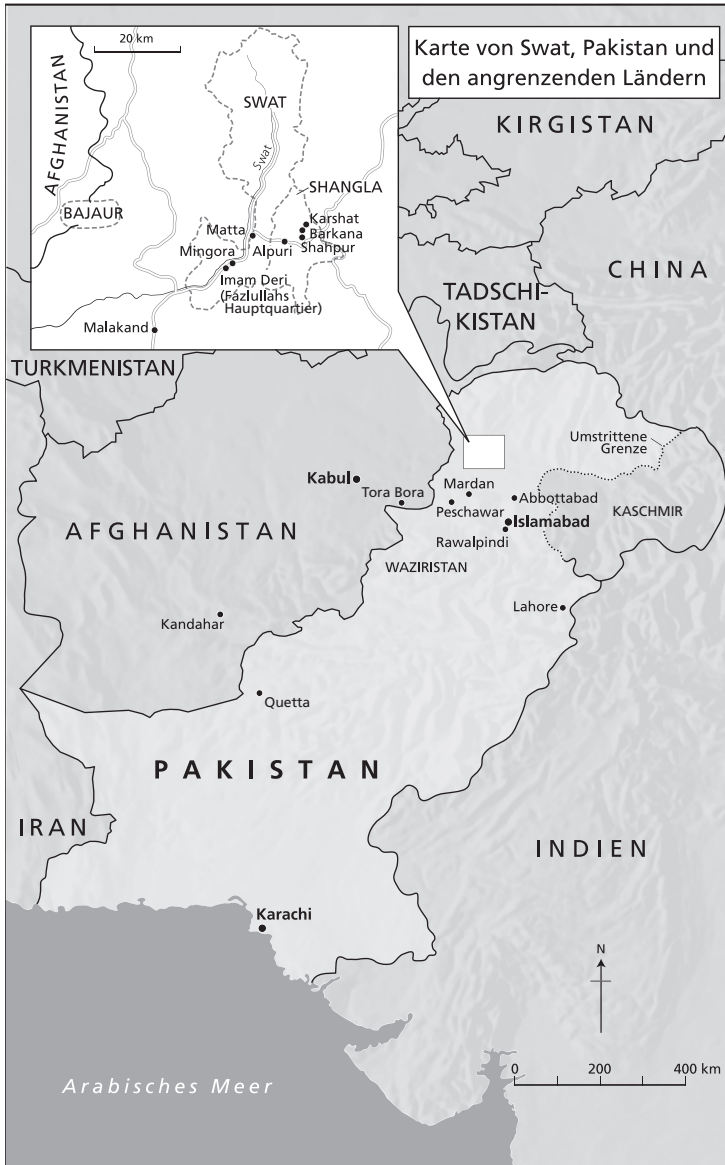 Karte von Swat, Pakistan und
den angrenzenden Ländern
20 km
AFGHANISTAN
SWAT
Swat
SHANGLA
BAJAUR
Karshat
Matta
Barkana
Alpuri
Shahpur
Mingora
Imam Deri
(Fazlullahs
Hauptquartier)
Malakand
KIRGISTAN
CHINA
TADSCHI-
KISTAN
TURKMENISTAN
Umstrittene
Grenze
Kabul
Tora Bora
Mardan
Abbottabad
Peschawar
Islamabad
KASCHMIR
AFGHANISTAN
Rawalpindi
WAZIRISTAN
Lahore
Kandahar
Quetta
PAKISTAN
IRAN
INDIEN
Karachi
N
Arabisches Meer
0 200 400 km